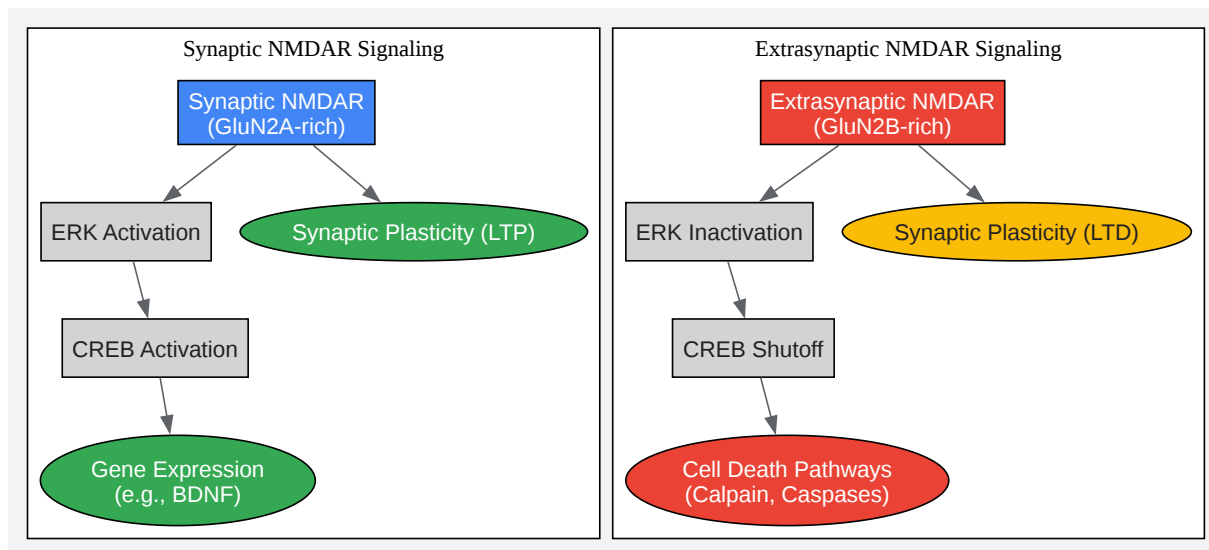 Synaptic NMDAR Signaling
Synaptic NMDAR
(GluN2A-rich)
ERK Activation
Synaptic Plasticity (LTP)
CREB Activation
Gene Expression
(e.g., BDNF)
Extrasynaptic NMDAR Signaling
Extrasynaptic NMDAR
(GluN2B-rich)
ERK Inactivation
Synaptic Plasticity (LTD)
CREB Shutoff
Cell Death Pathways
(Calpain, Caspases)